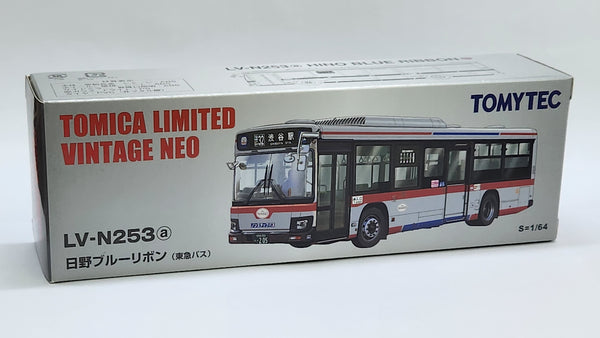 LV-N253ⓐ HINO BLUE RIBBON
TOMICA LIMITED
VINTAGE NEO
TOMYTEC
渋谷駅
LV-N253ⓐ
日野ブルーリボン（東急バス）
S=1/64